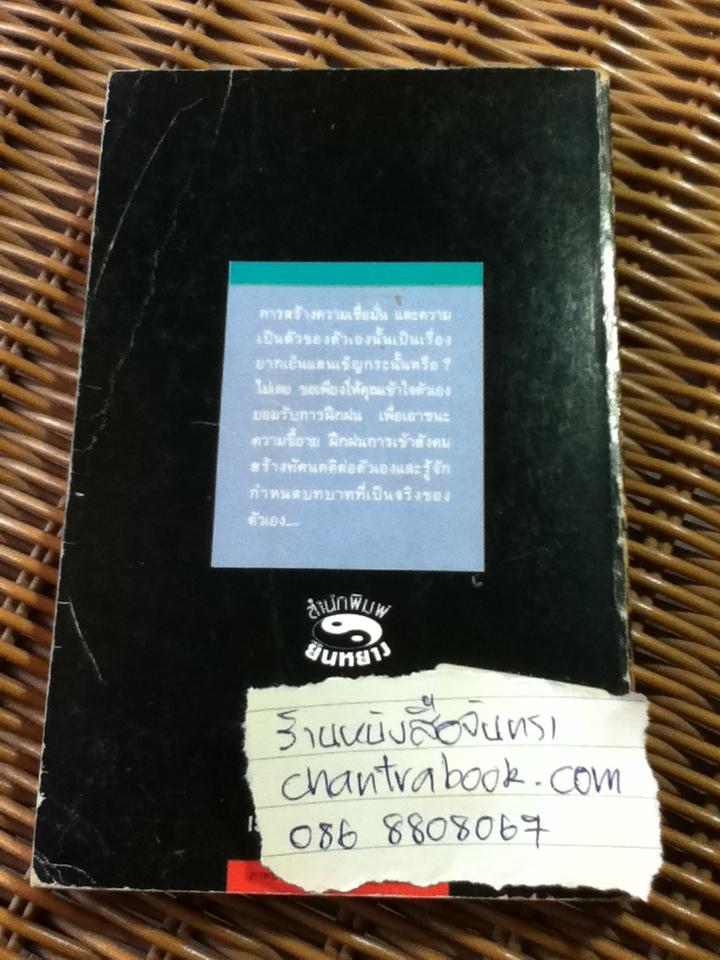 การสร้างความเชื่อมั่น และความ
เป็นตัวของตัวเองนั้นเป็นเรื่อง
ยากเย็นแสนเข็ญกระนั้นหรือ ?
ไม่เลย ขอเพียงให้คุณเข้าใจตัวเอง
ยอมรับการฝึกฝน เพื่อเอาชนะ
ความขี้อาย ฝึกฝนการเข้าสังคม
สร้างทัศนคติต่อตัวเองและรู้จัก
กำหนดบทบาทที่เป็นจริงของ
ตัวเอง...
สำนักพิมพ์
ยินหยาง
ร้านหนังสือจันทรา
chantrabook.com
086 8808067